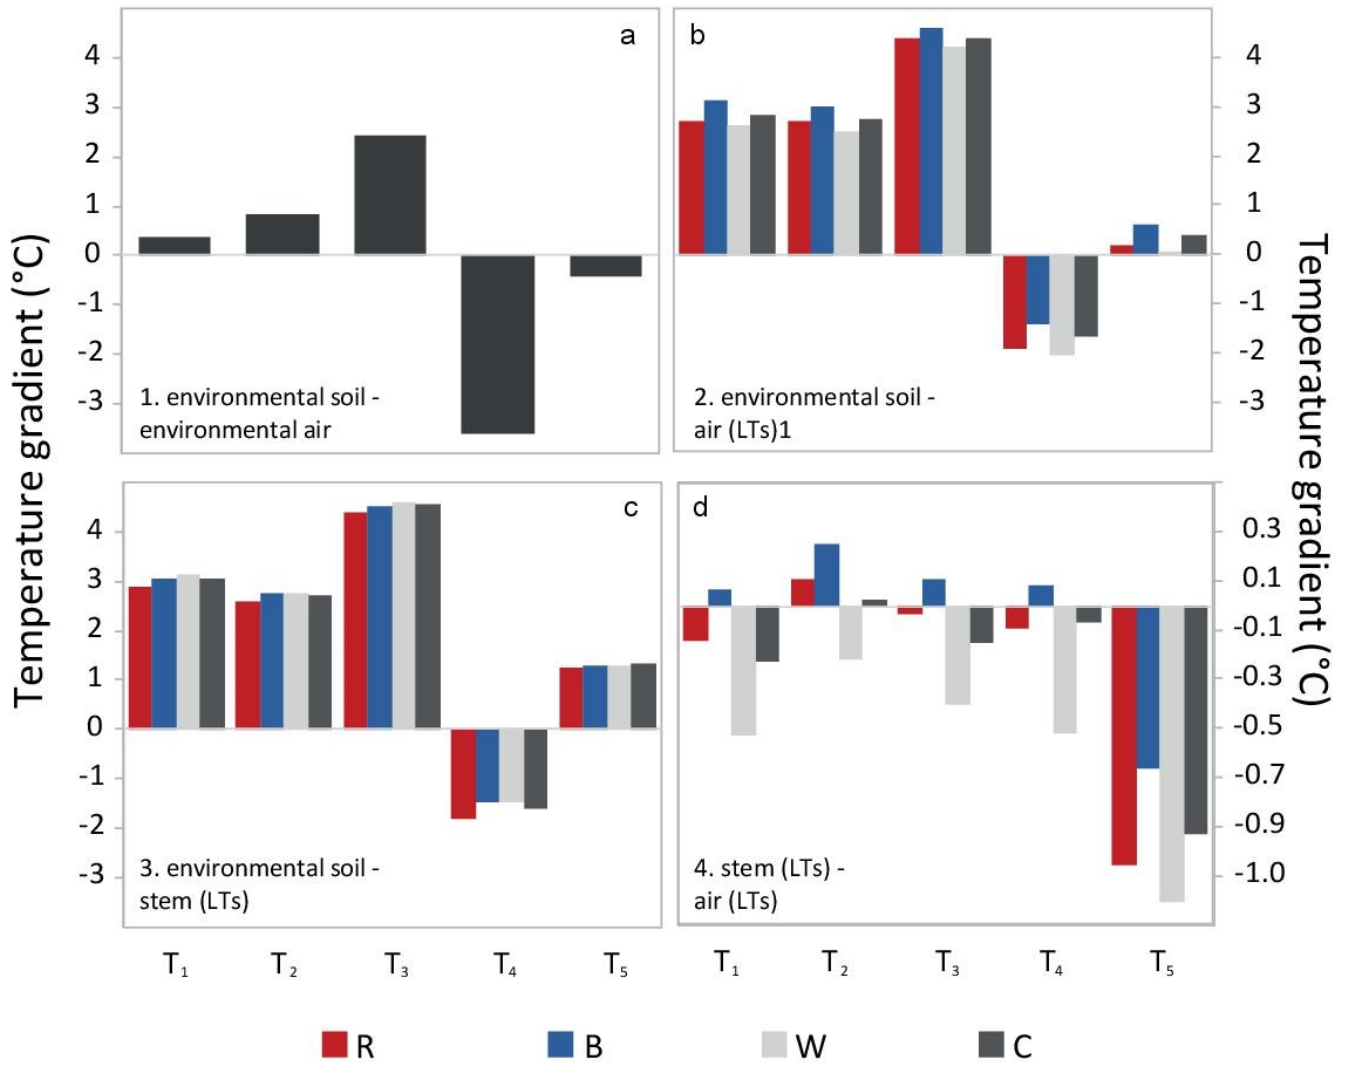 Temperature gradient (°C)
a
4
3
2
1
0
-1
-2
-3
1. environmental soil -
environmental air
b
4
3
2
1
0
-1
-2
-3
2. environmental soil -
air (LTs)1
Temperature gradient (°C)
c
4
3
2
1
0
-1
-2
-3
3. environmental soil -
stem (LTs)
d
0.3
0.1
-0.1
-0.3
-0.5
-0.7
-0.9
-1.0
4. stem (LTs) -
air (LTs)
T₁ T₂ T₃ T₄ T₅
T₁ T₂ T₃ T₄ T₅
R B W C